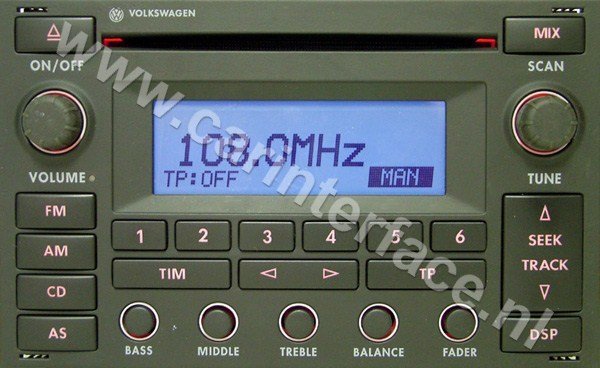 VOLKSWAGEN
MIX
ON/OFF
SCAN
108.0MHz
TP:OFF
MAN
VOLUME
TUNE
FM
1 2 3 4 5 6
SEEK
TRACK
AM
TIM
TP
CD
AS
DSP
BASS
MIDDLE
TREBLE
BALANCE
FADER
www.carinterface.nl